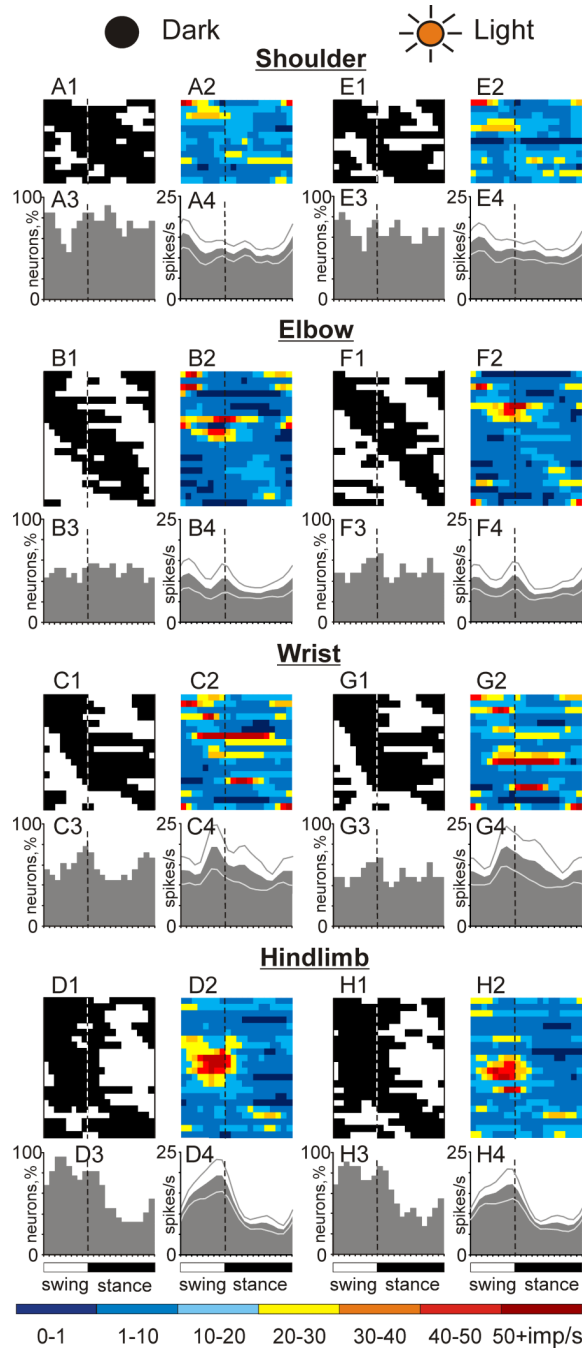 Dark Light
Shoulder
A1 A2 E1 E2
100 25 100 25
neurons, % A3 spikes/s A4 neurons, % E3 spikes/s E4
0 0 0 0
Elbow
B1 B2 F1 F2
100 25 100 25
neurons, % B3 spikes/s B4 neurons, % F3 spikes/s F4
0 0 0 0
Wrist
C1 C2 G1 G2
100 25 100 25
neurons, % C3 spikes/s C4 neurons, % G3 spikes/s G4
0 0 0 0
Hindlimb
D1 D2 H1 H2
100 25 100 25
neurons, % D3 spikes/s D4 neurons, % H3 spikes/s H4
0 0 0 0
swing stance swing stance swing stance swing stance
0-1 1-10 10-20 20-30 30-40 40-50 50+imp/s